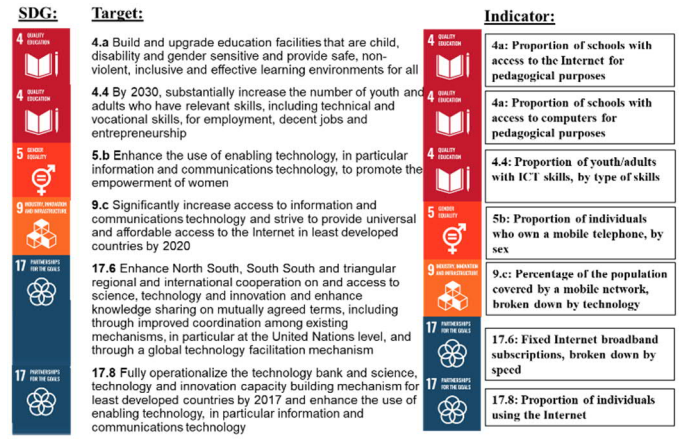 SDG:
Target:
Indicator:
4 QUALITY
EDUCATION
4.a Build and upgrade education facilities that are child,
disability and gender sensitive and provide safe, non-
violent, inclusive and effective learning environments for all
4 QUALITY
EDUCATION
4.4 By 2030, substantially increase the number of youth and
adults who have relevant skills, including technical and
vocational skills, for employment, decent jobs and
entrepreneurship
5 GENDER
EQUALITY
5.b Enhance the use of enabling technology, in particular
information and communications technology, to promote the
empowerment of women
9 INDUSTRY, INNOVATION
AND INFRASTRUCTURE
9.c Significantly increase access to information and
communications technology and strive to provide universal
and affordable access to the Internet in least developed
countries by 2020
17 PARTNERSHIPS
FOR THE GOALS
17.6 Enhance North South, South South and triangular
regional and international cooperation on and access to
science, technology and innovation and enhance
knowledge sharing on mutually agreed terms, including
through improved coordination among existing
mechanisms, in particular at the United Nations level, and
through a global technology facilitation mechanism
17 PARTNERSHIPS
FOR THE GOALS
17.8 Fully operationalize the technology bank and science,
technology and innovation capacity building mechanism for
least developed countries by 2017 and enhance the use of
enabling technology, in particular information and
communications technology
4 QUALITY
EDUCATION
4a: Proportion of schools with
access to the Internet for
pedagogical purposes
4 QUALITY
EDUCATION
4a: Proportion of schools with
access to computers for
pedagogical purposes
4 QUALITY
EDUCATION
4.4: Proportion of youth/adults
with ICT skills, by type of skills
5 GENDER
EQUALITY
5b: Proportion of individuals
who own a mobile telephone, by
sex
9 INDUSTRY, INNOVATION
AND INFRASTRUCTURE
9.c: Percentage of the population
covered by a mobile network,
broken down by technology
17 PARTNERSHIPS
FOR THE GOALS
17.6: Fixed Internet broadband
subscriptions, broken down by
speed
17 PARTNERSHIPS
FOR THE GOALS
17.8: Proportion of individuals
using the Internet